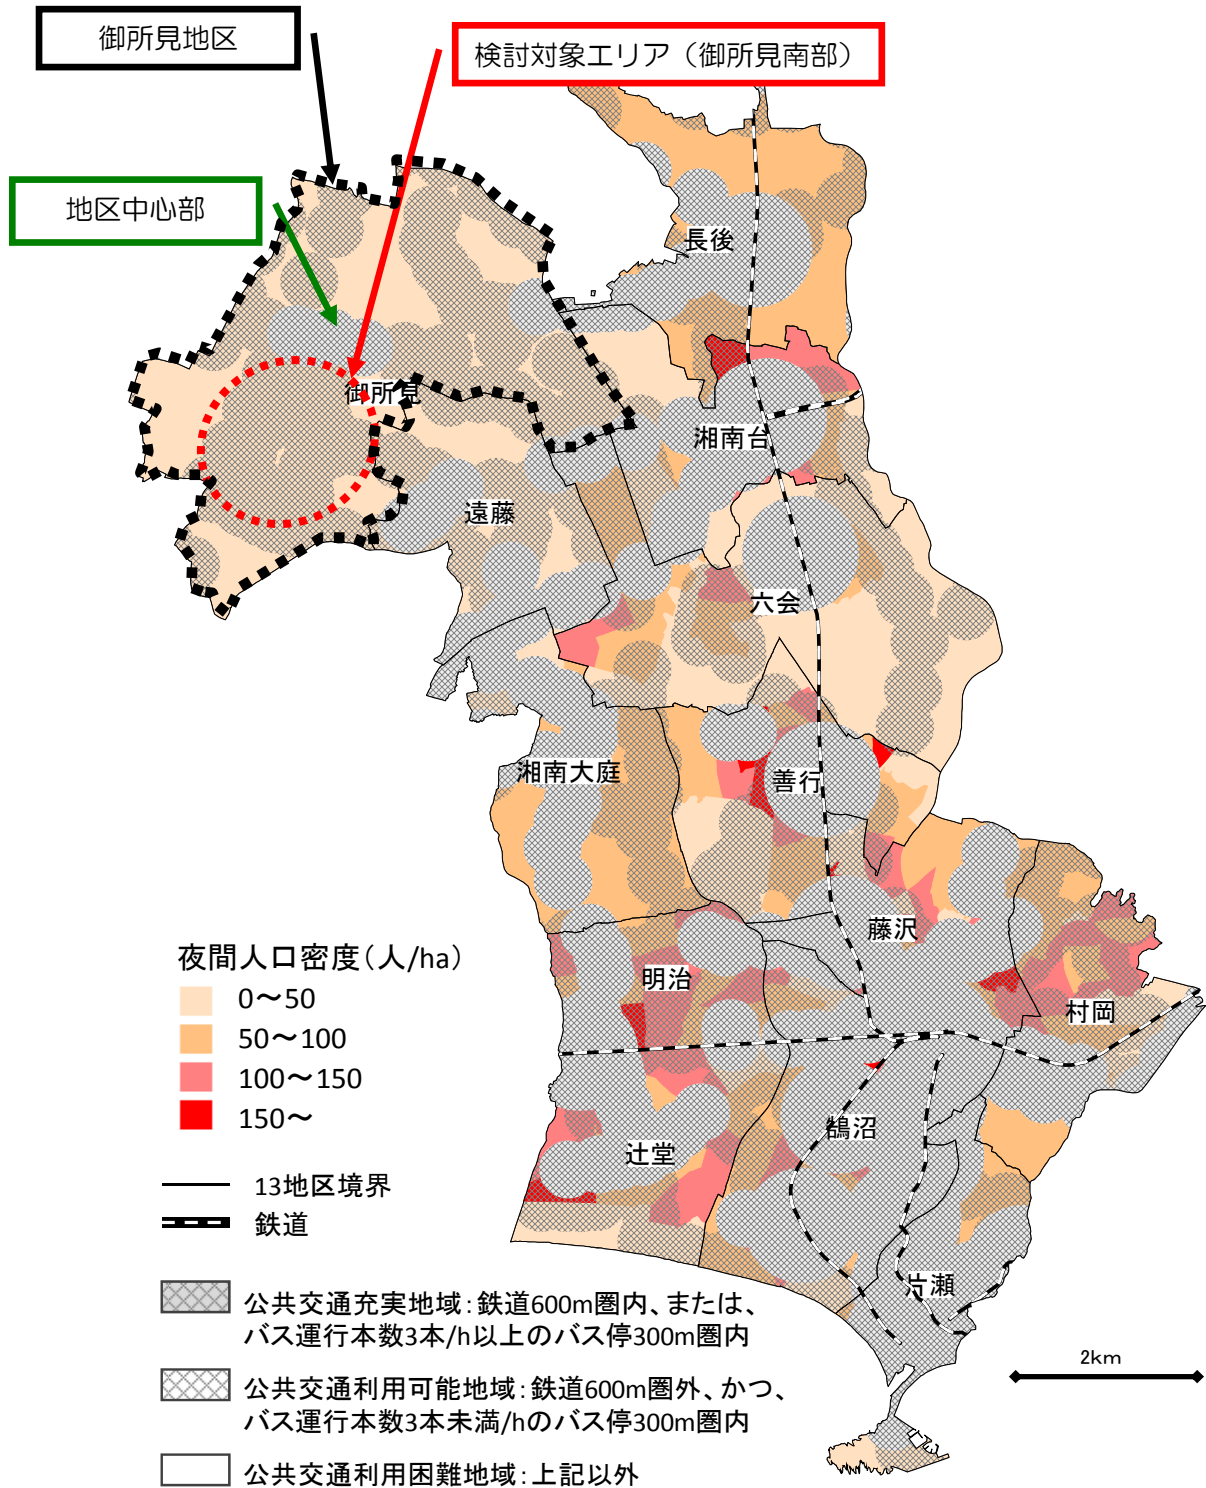 御所見地区
検討対象エリア（御所見南部）
地区中心部
長後
御所見
湘南台
遠藤
六会
湘南大庭
善行
藤沢
明治
村岡
鵠沼
辻堂
片瀬
夜間人口密度（人/ha）
0～50
50～100
100～150
150～
13地区境界
鉄道
公共交通充実地域：鉄道600m圏内、または、
バス運行本数3本/h以上のバス停300m圏内
公共交通利用可能地域：鉄道600m圏外、かつ、
バス運行本数3本未満/hのバス停300m圏内
公共交通利用困難地域：上記以外
2km